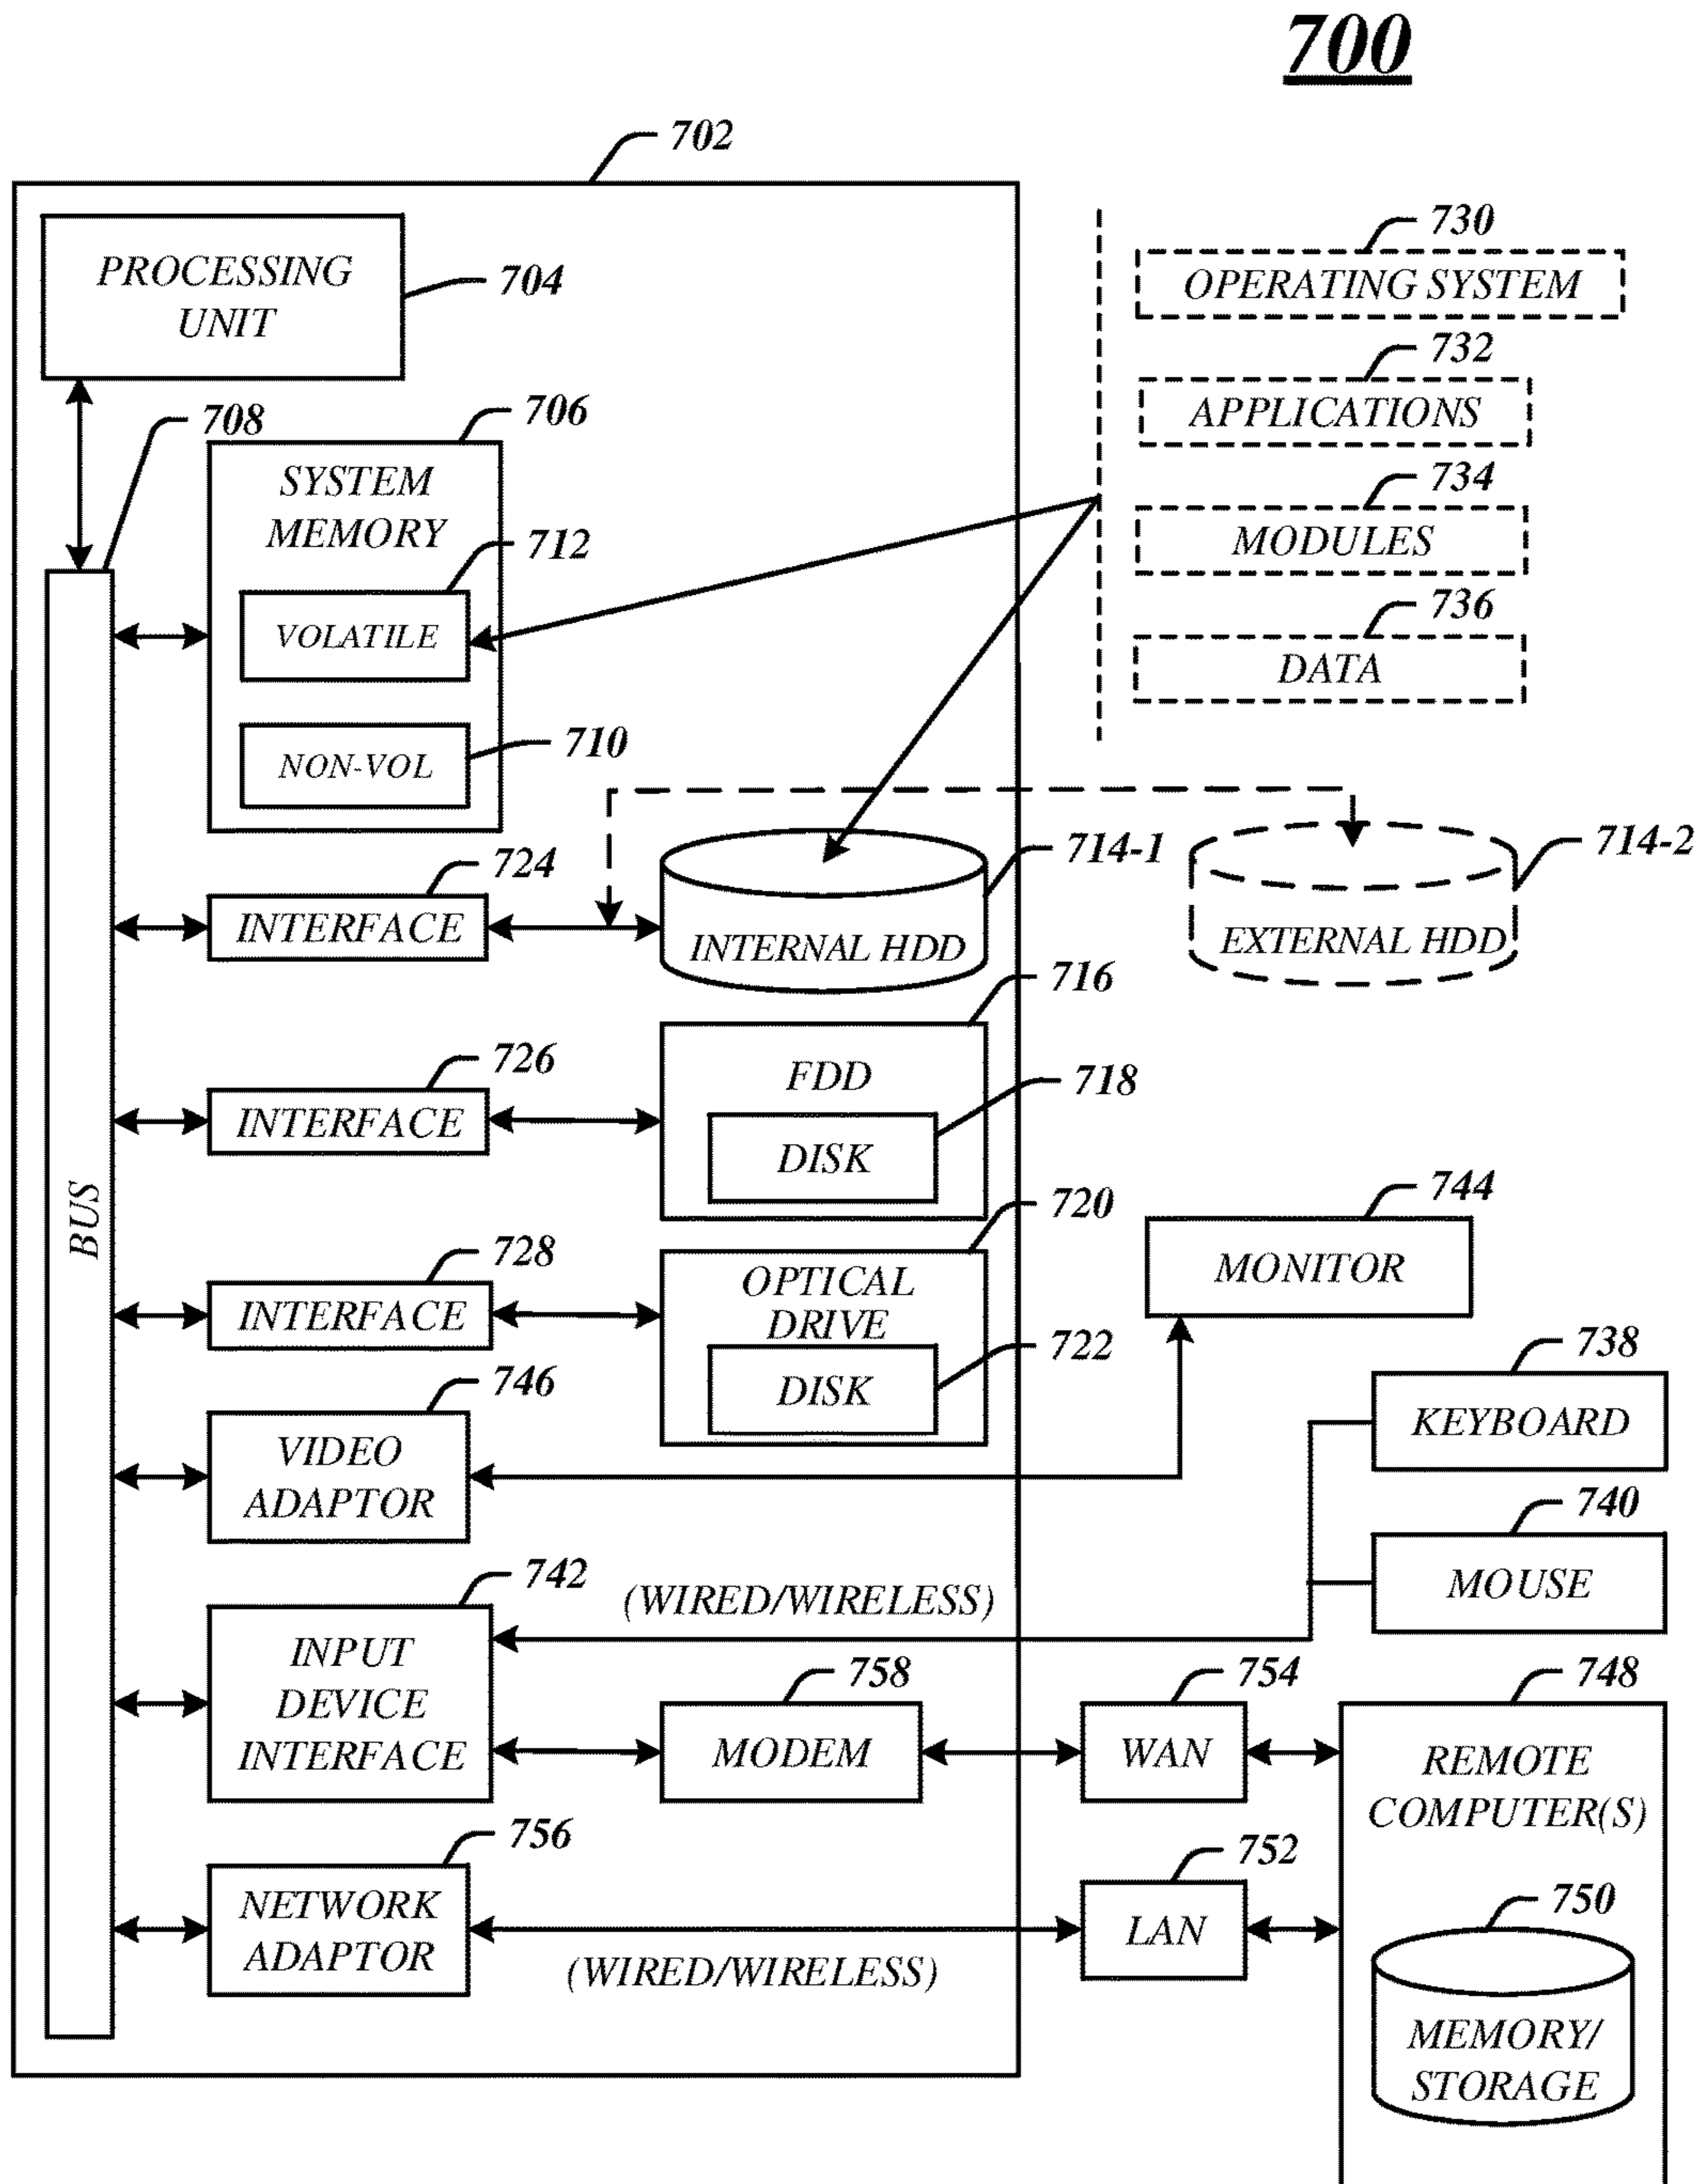 700
702
PROCESSING
UNIT
704
730
OPERATING SYSTEM
732
APPLICATIONS
734
MODULES
736
DATA
708
706
SYSTEM
MEMORY
712
VOLATILE
710
NON-VOL
724
INTERFACE
714-1
INTERNAL HDD
714-2
EXTERNAL HDD
716
FDD
718
DISK
726
INTERFACE
BUS
720
OPTICAL
DRIVE
722
DISK
728
INTERFACE
744
MONITOR
746
VIDEO
ADAPTOR
738
KEYBOARD
740
MOUSE
742
INPUT
DEVICE
INTERFACE
(WIRED/WIRELESS)
758
MODEM
754
WAN
748
REMOTE
COMPUTER(S)
756
NETWORK
ADAPTOR
(WIRED/WIRELESS)
752
LAN
750
MEMORY/
STORAGE